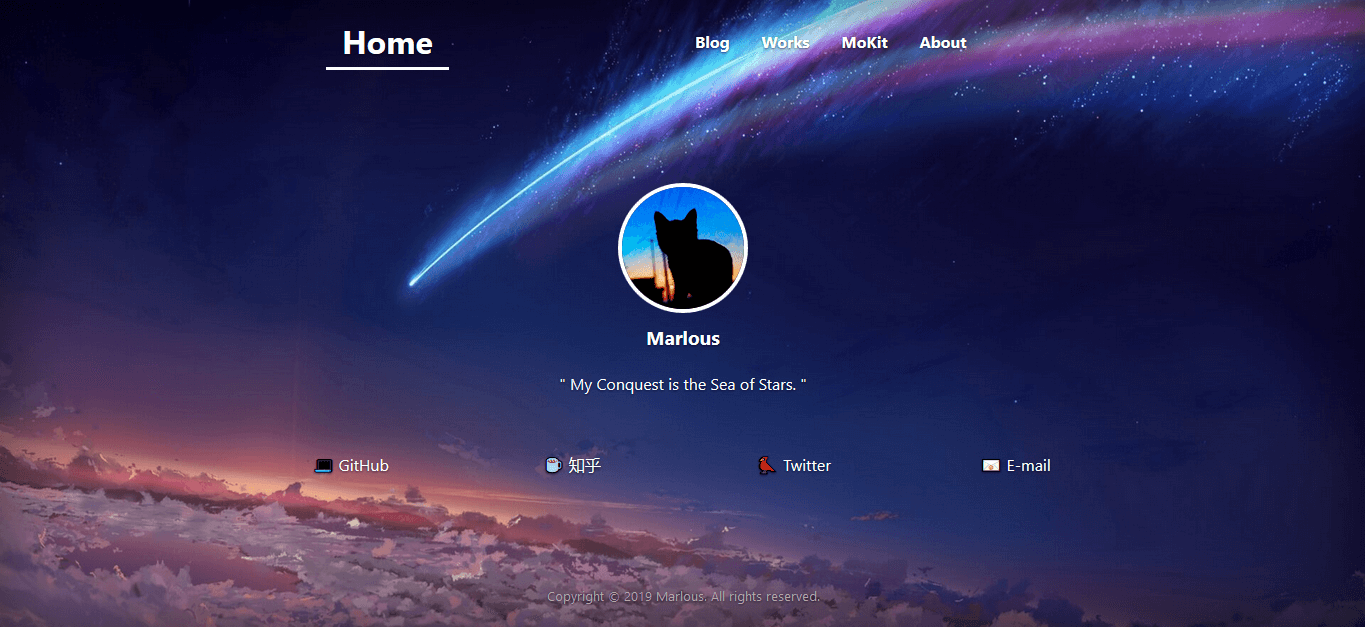 Home
Blog Works MoKit About
Marlous
" My Conquest is the Sea of Stars. "
GitHub 知乎 Twitter E-mail
Copyright © 2019 Marlous. All rights reserved.